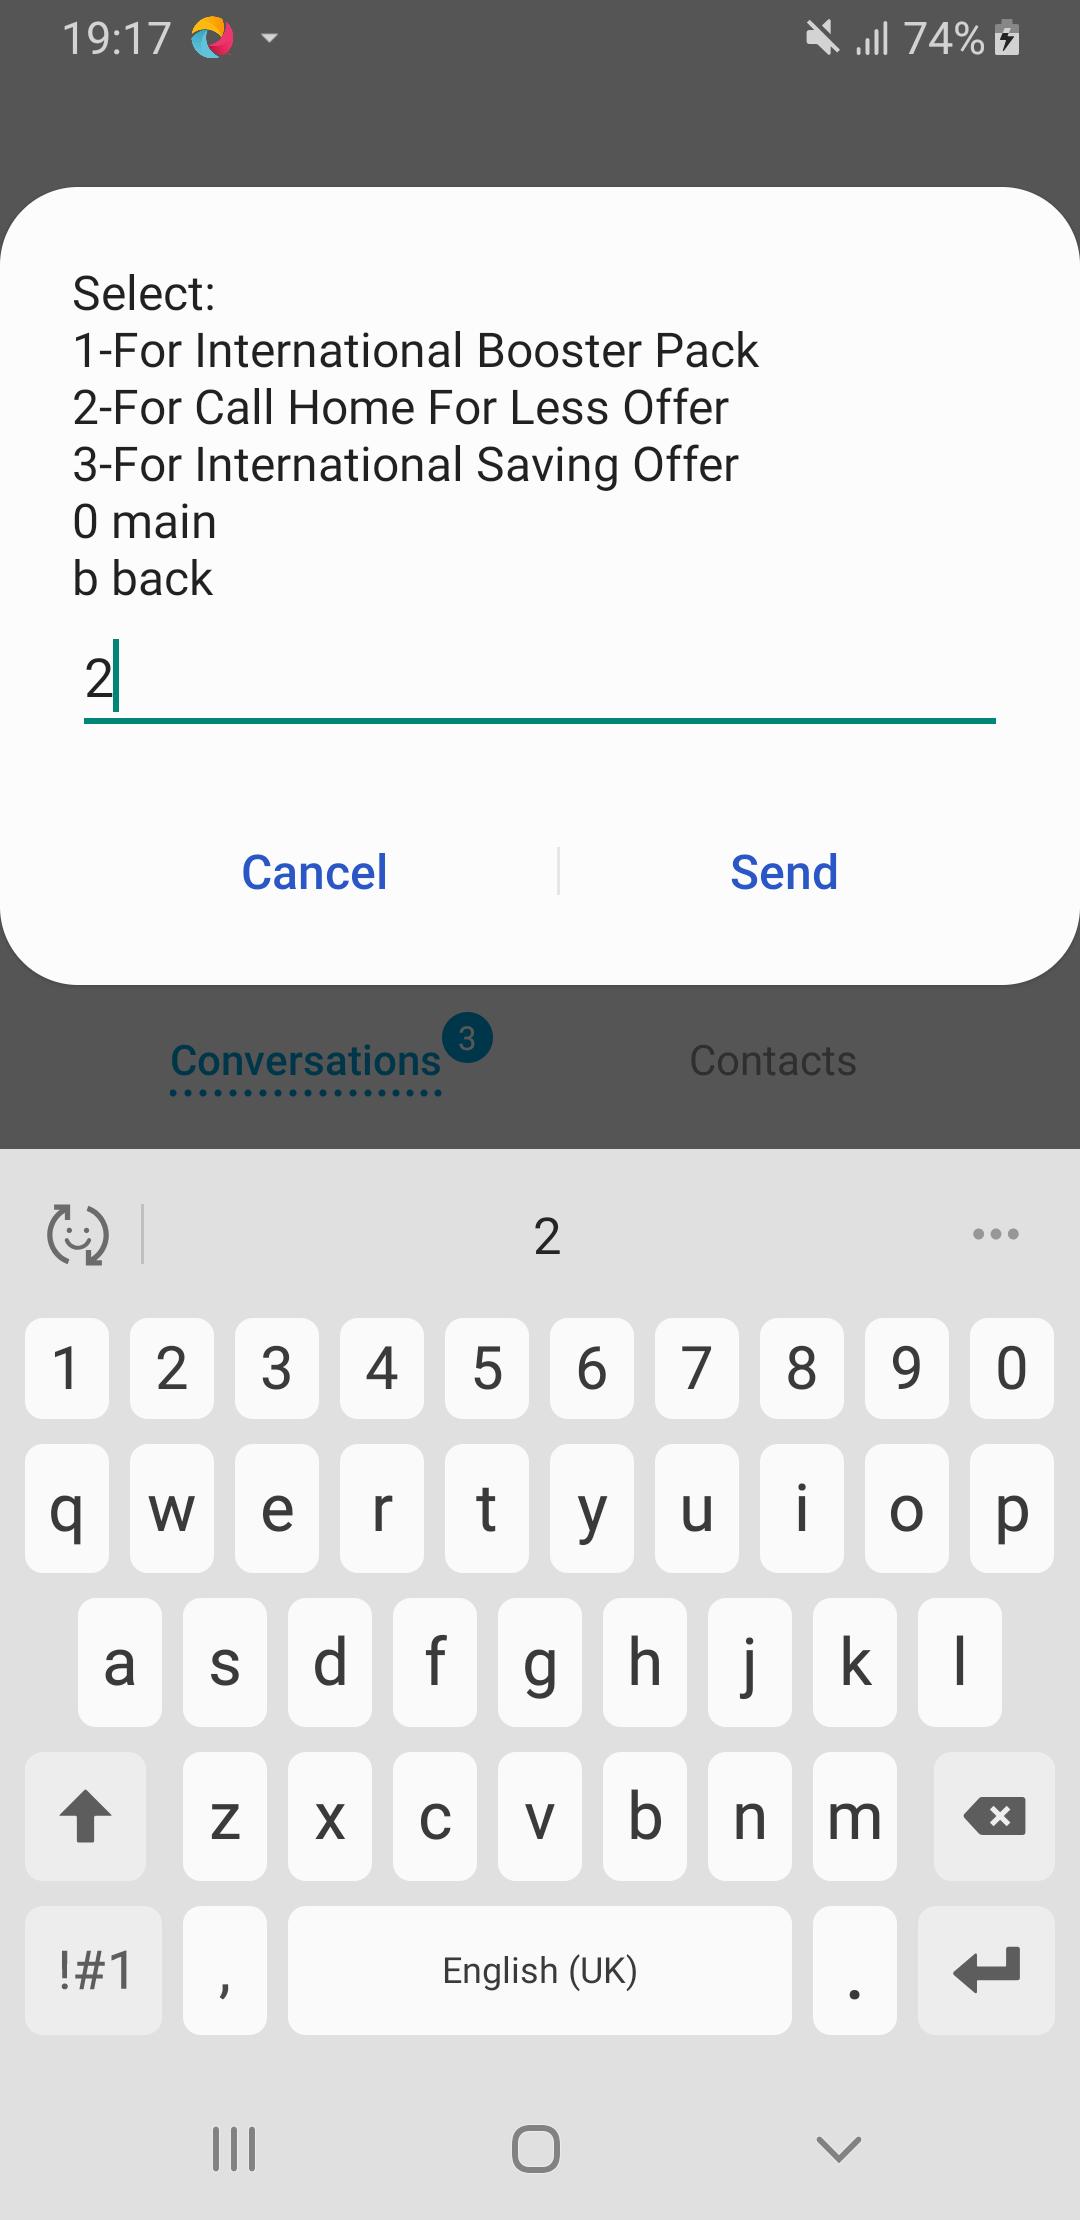 19:17
74%
Select:
1-For International Booster Pack
2-For Call Home For Less Offer
3-For International Saving Offer
0 main
b back
2
Cancel
Send
Conversations
3
Contacts
2
1 2 3 4 5 6 7 8 9 0
q w e r t y u i o p
a s d f g h j k l
z x c v b n m
!#1 , English (UK) .